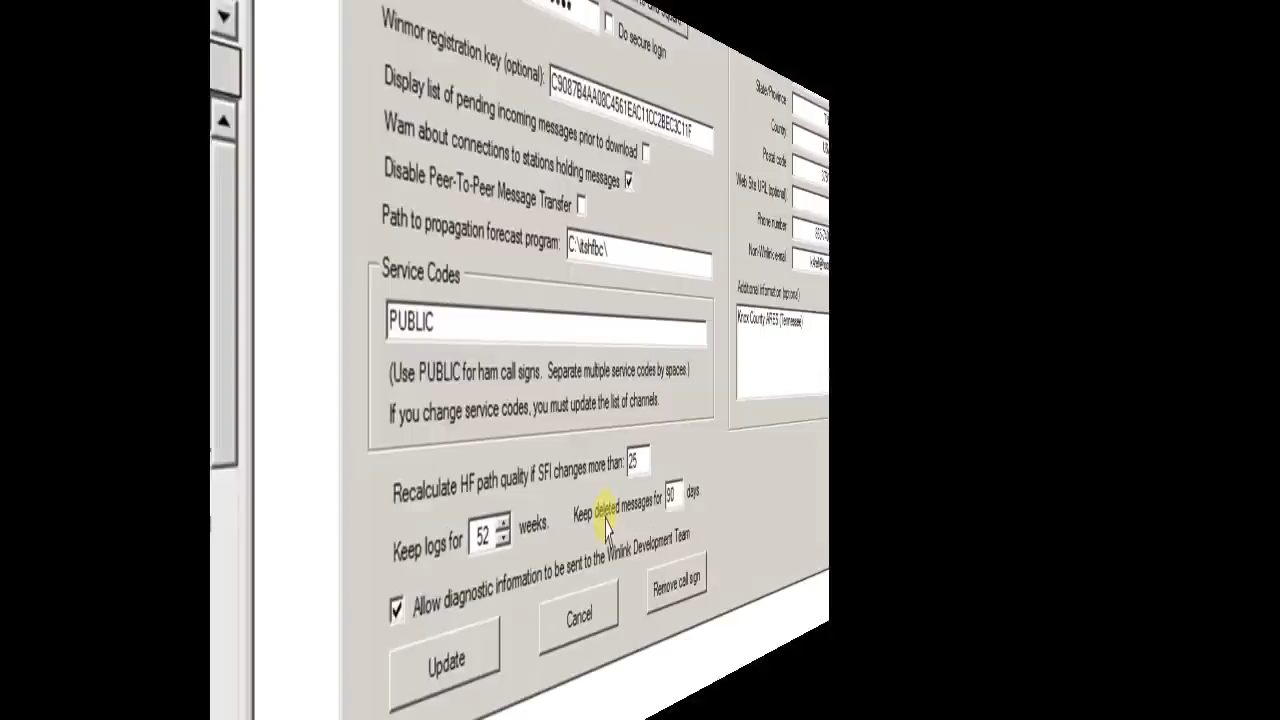 Do secure login
Winmor registration key (optional):
C9087B4AA08C4561EAC11CC2BEC3C11F
Display list of pending incoming messages prior to download
Warn about connections to stations holding messages
Disable Peer-To-Peer Message Transfer
Path to propagation forecast program: C:\itshfbc\
Service Codes
PUBLIC
(Use PUBLIC for ham call signs. Separate multiple service codes by spaces.)
If you change service codes, you must update the list of channels.
Recalculate HF path quality if SFI changes more than: 25
Keep logs for 52 weeks. Keep deleted messages for 90 days.
Allow diagnostic information to be sent to the Winlink Development Team
Update Cancel Remove call sign
State/Province
Country
Postal code
Web Site URL (optional)
Phone number
Non-Winlink e-mail
Additional information (optional)
Knox County ARES (Tennessee)